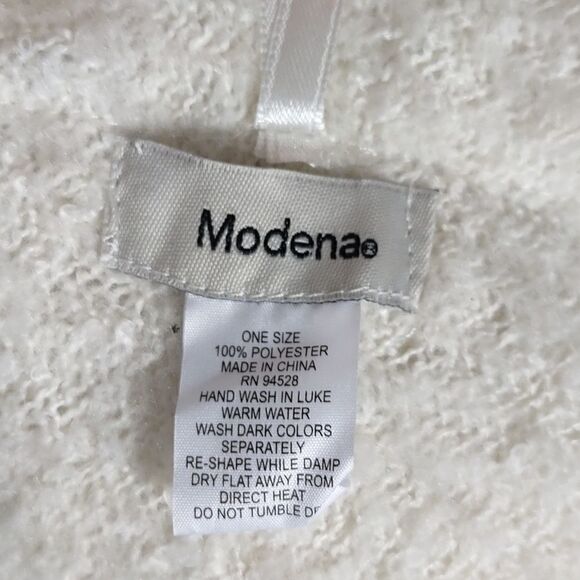 Modena®
ONE SIZE
100% POLYESTER
MADE IN CHINA
RN 94528
HAND WASH IN LUKE
WARM WATER
WASH DARK COLORS
SEPARATELY
RE-SHAPE WHILE DAMP
DRY FLAT AWAY FROM
DIRECT HEAT
DO NOT TUMBLE